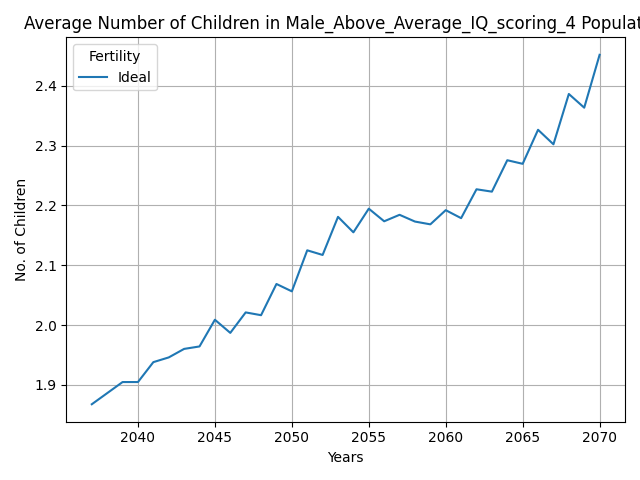 Average Number of Children in Male_Above_Average_IQ_scoring_4 Populat
Fertility
Ideal
No. of Children
2.4
2.3
2.2
2.1
2.0
1.9
2040 2045 2050 2055 2060 2065 2070
Years